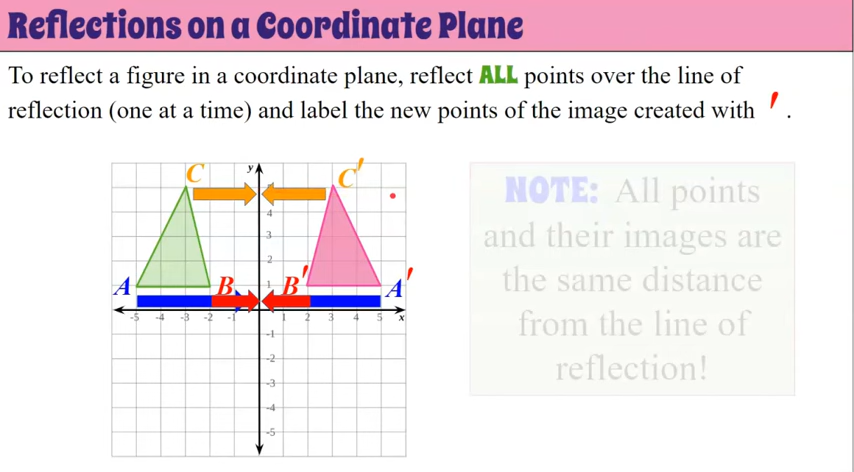 Reflections on a Coordinate Plane
To reflect a figure in a coordinate plane, reflect ALL points over the line of
reflection (one at a time) and label the new points of the image created with ′ .
NOTE: All points
and their images are
the same distance
from the line of
reflection!
C
y
C′
5
4
3
2
A
B
1
B′
A′
-5 -4 -3 -2 -1 1 2 3 4 5 x
-1
-2
-3
-4
-5